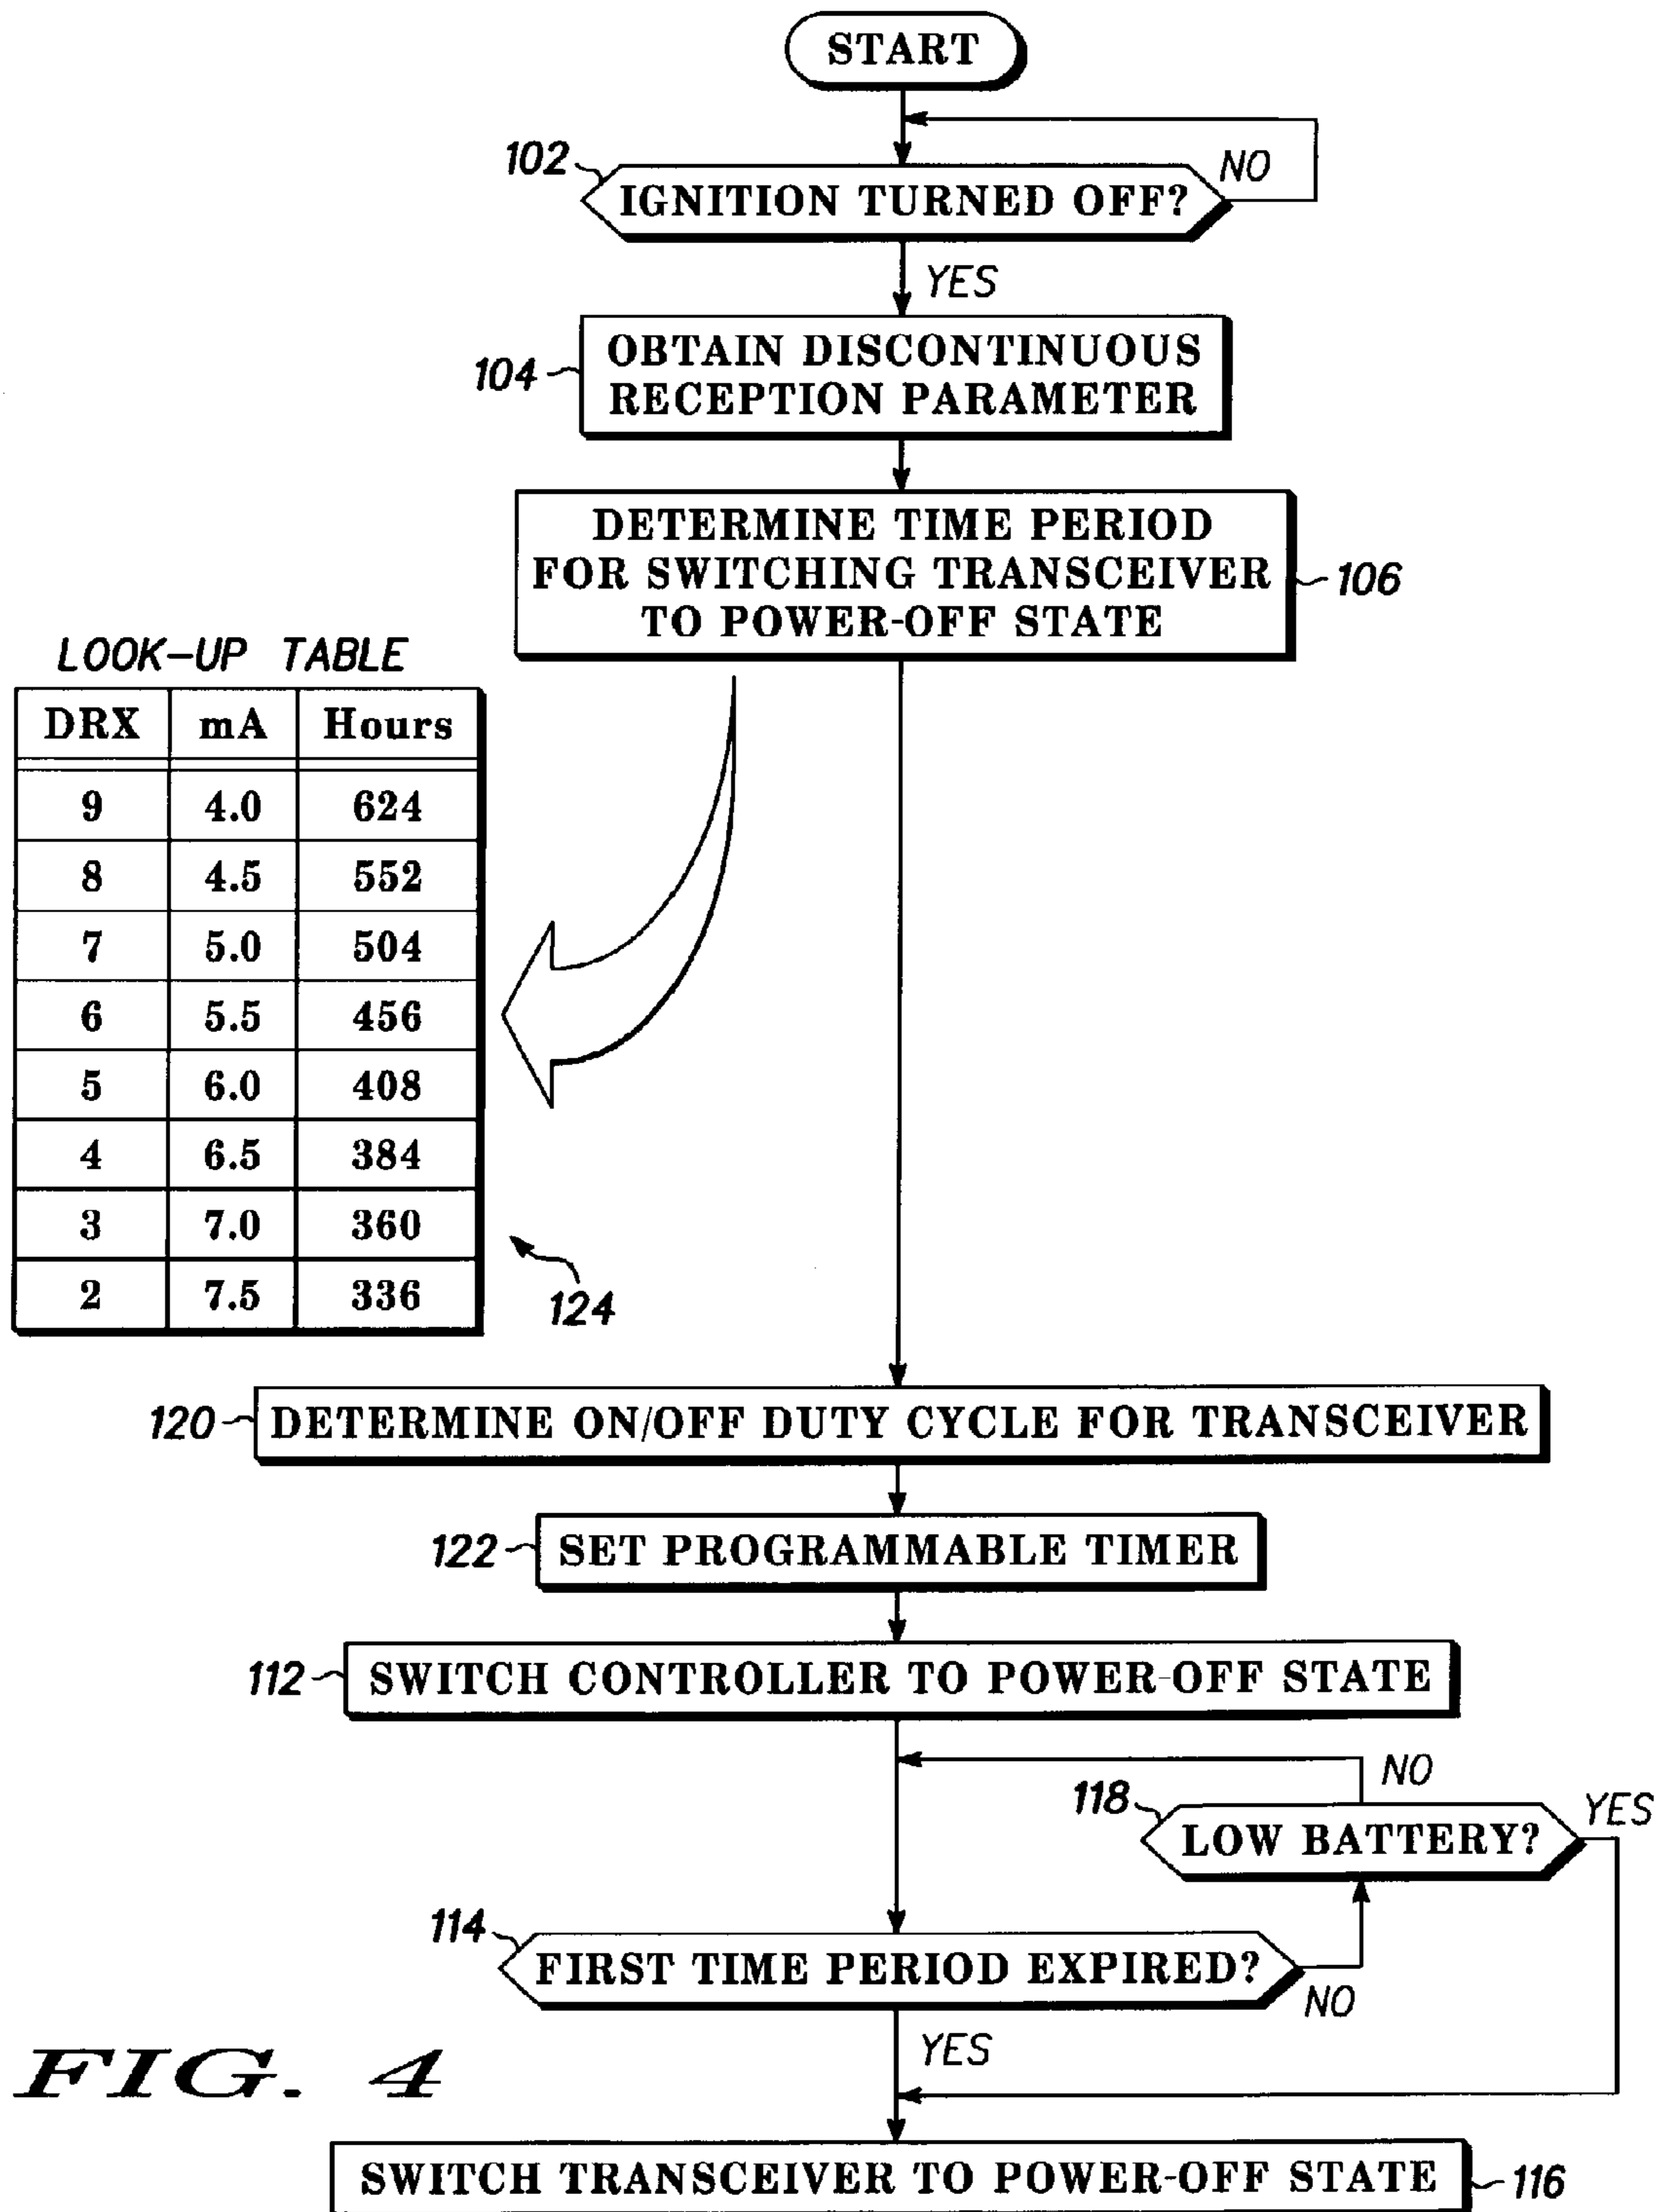 START
102
NO
IGNITION TURNED OFF?
YES
104
OBTAIN DISCONTINUOUS
RECEPTION PARAMETER
DETERMINE TIME PERIOD
FOR SWITCHING TRANSCEIVER
TO POWER-OFF STATE
106
LOOK-UP TABLE
DRX mA Hours
9 4.0 624
8 4.5 552
7 5.0 504
6 5.5 456
5 6.0 408
4 6.5 384
3 7.0 360
2 7.5 336
124
120 DETERMINE ON/OFF DUTY CYCLE FOR TRANSCEIVER
122 SET PROGRAMMABLE TIMER
112 SWITCH CONTROLLER TO POWER-OFF STATE
NO
118
YES
LOW BATTERY?
114
FIRST TIME PERIOD EXPIRED?
NO
YES
FIG. 4
SWITCH TRANSCEIVER TO POWER-OFF STATE 116